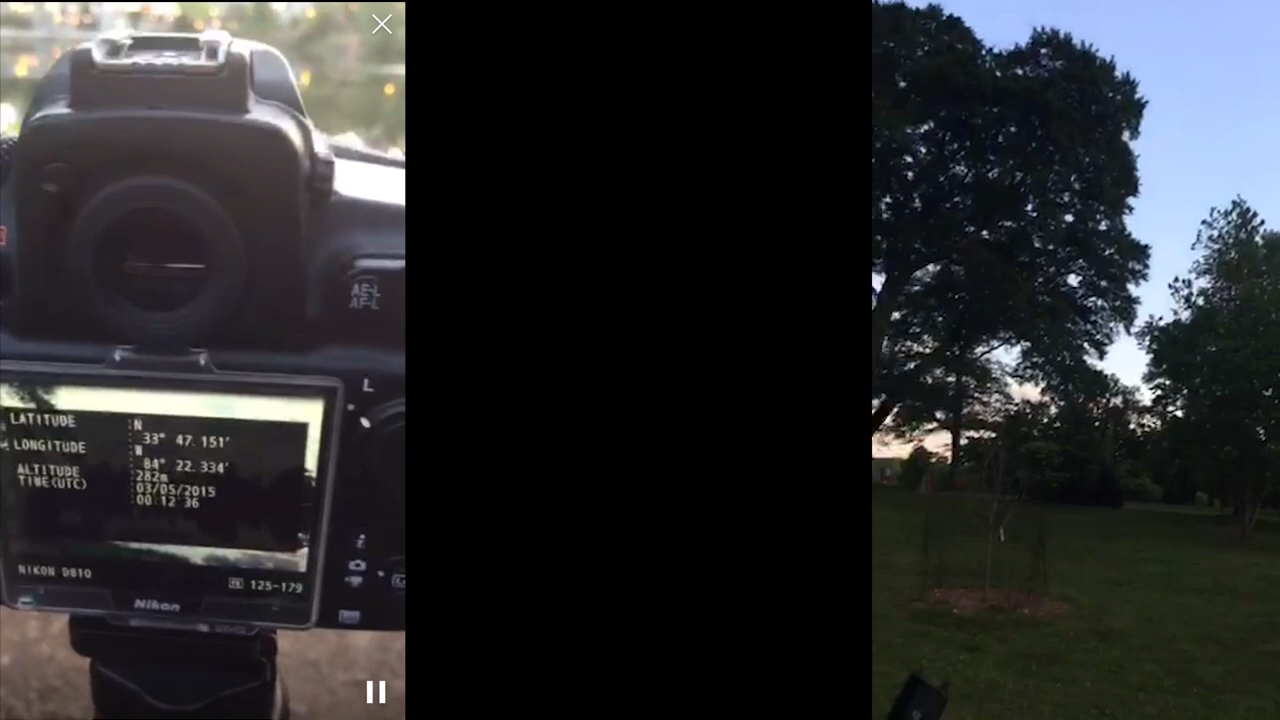 AE-L
AF-L
L
LATITUDE :N
: 33° 47.151'
LONGITUDE :W
: 84° 22.334'
ALTITUDE :282m
TIME(UTC) :03/05/2015
:00:12:36
NIKON D810
125-179
Nikon